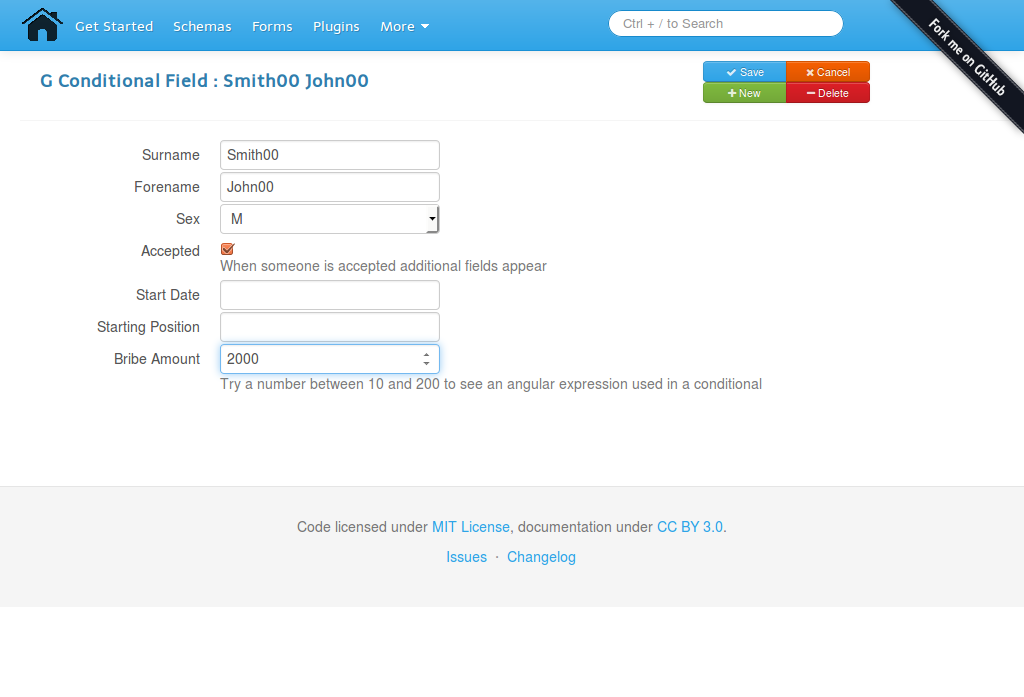 Get Started Schemas Forms Plugins More
Ctrl + / to Search
Fork me on GitHub
G Conditional Field : Smith00 John00
Save Cancel
New Delete
Surname Smith00
Forename John00
Sex M
Accepted
When someone is accepted additional fields appear
Start Date
Starting Position
Bribe Amount 2000
Try a number between 10 and 200 to see an angular expression used in a conditional
Code licensed under MIT License, documentation under CC BY 3.0.
Issues · Changelog